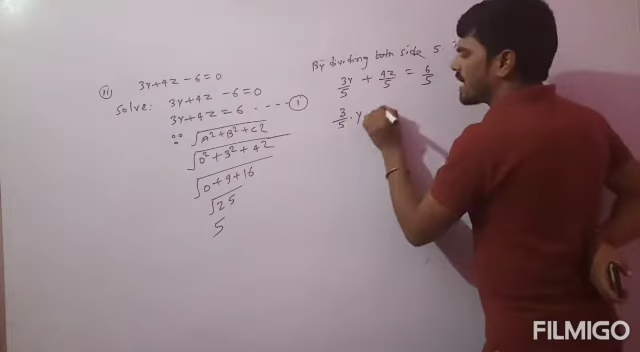 (ii) 3y+4z-6=0
Solve: 3y+4z-6=0
3y+4z=6 ----- ①
∵ √A²+B²+C2
√0²+3²+42
√0+9+16
√25
5
By dividing both side 5
3y/5 + 4z/5 = 6/5
3/5 . y
FILMIGO